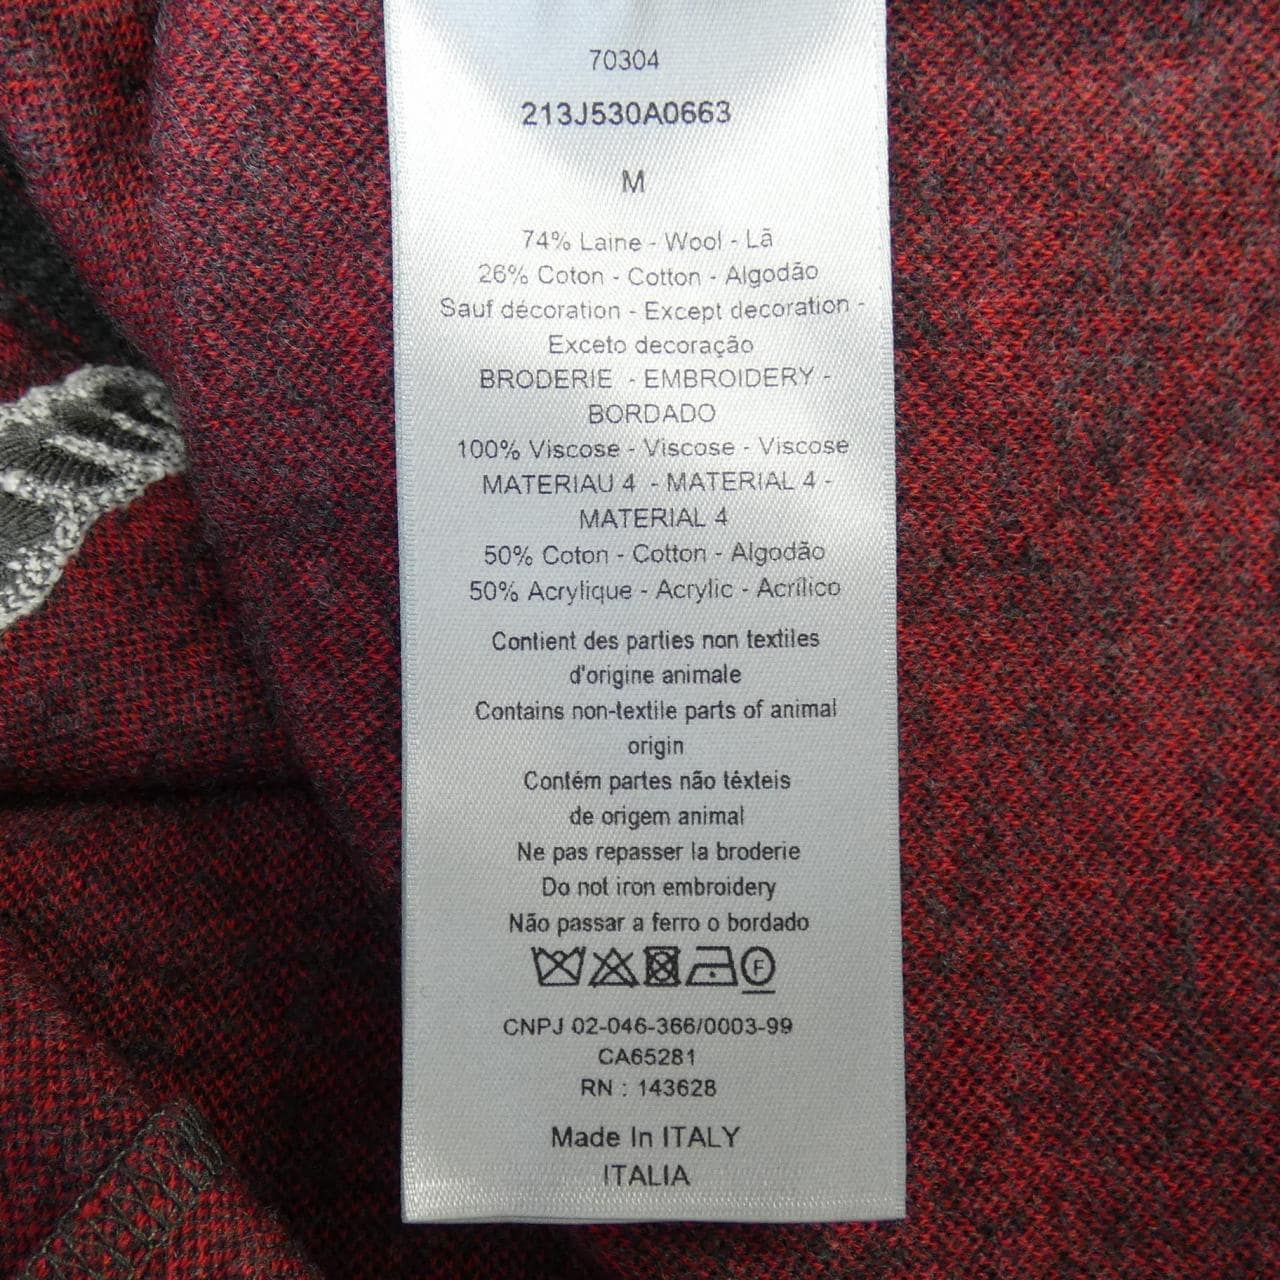 70304
213J530A0663
M
74% Laine - Wool - Lã
26% Coton - Cotton - Algodão
Sauf décoration - Except decoration -
Exceto decoração
BRODERIE - EMBROIDERY -
BORDADO
100% Viscose - Viscose - Viscose
MATERIAU 4 - MATERIAL 4 -
MATERIAL 4
50% Coton - Cotton - Algodão
50% Acrylique - Acrylic - Acrílico
Contient des parties non textiles
d'origine animale
Contains non-textile parts of animal
origin
Contém partes não têxteis
de origem animal
Ne pas repasser la broderie
Do not iron embroidery
Não passar a ferro o bordado
F
CNPJ 02-046-366/0003-99
CA65281
RN : 143628
Made In ITALY
ITALIA